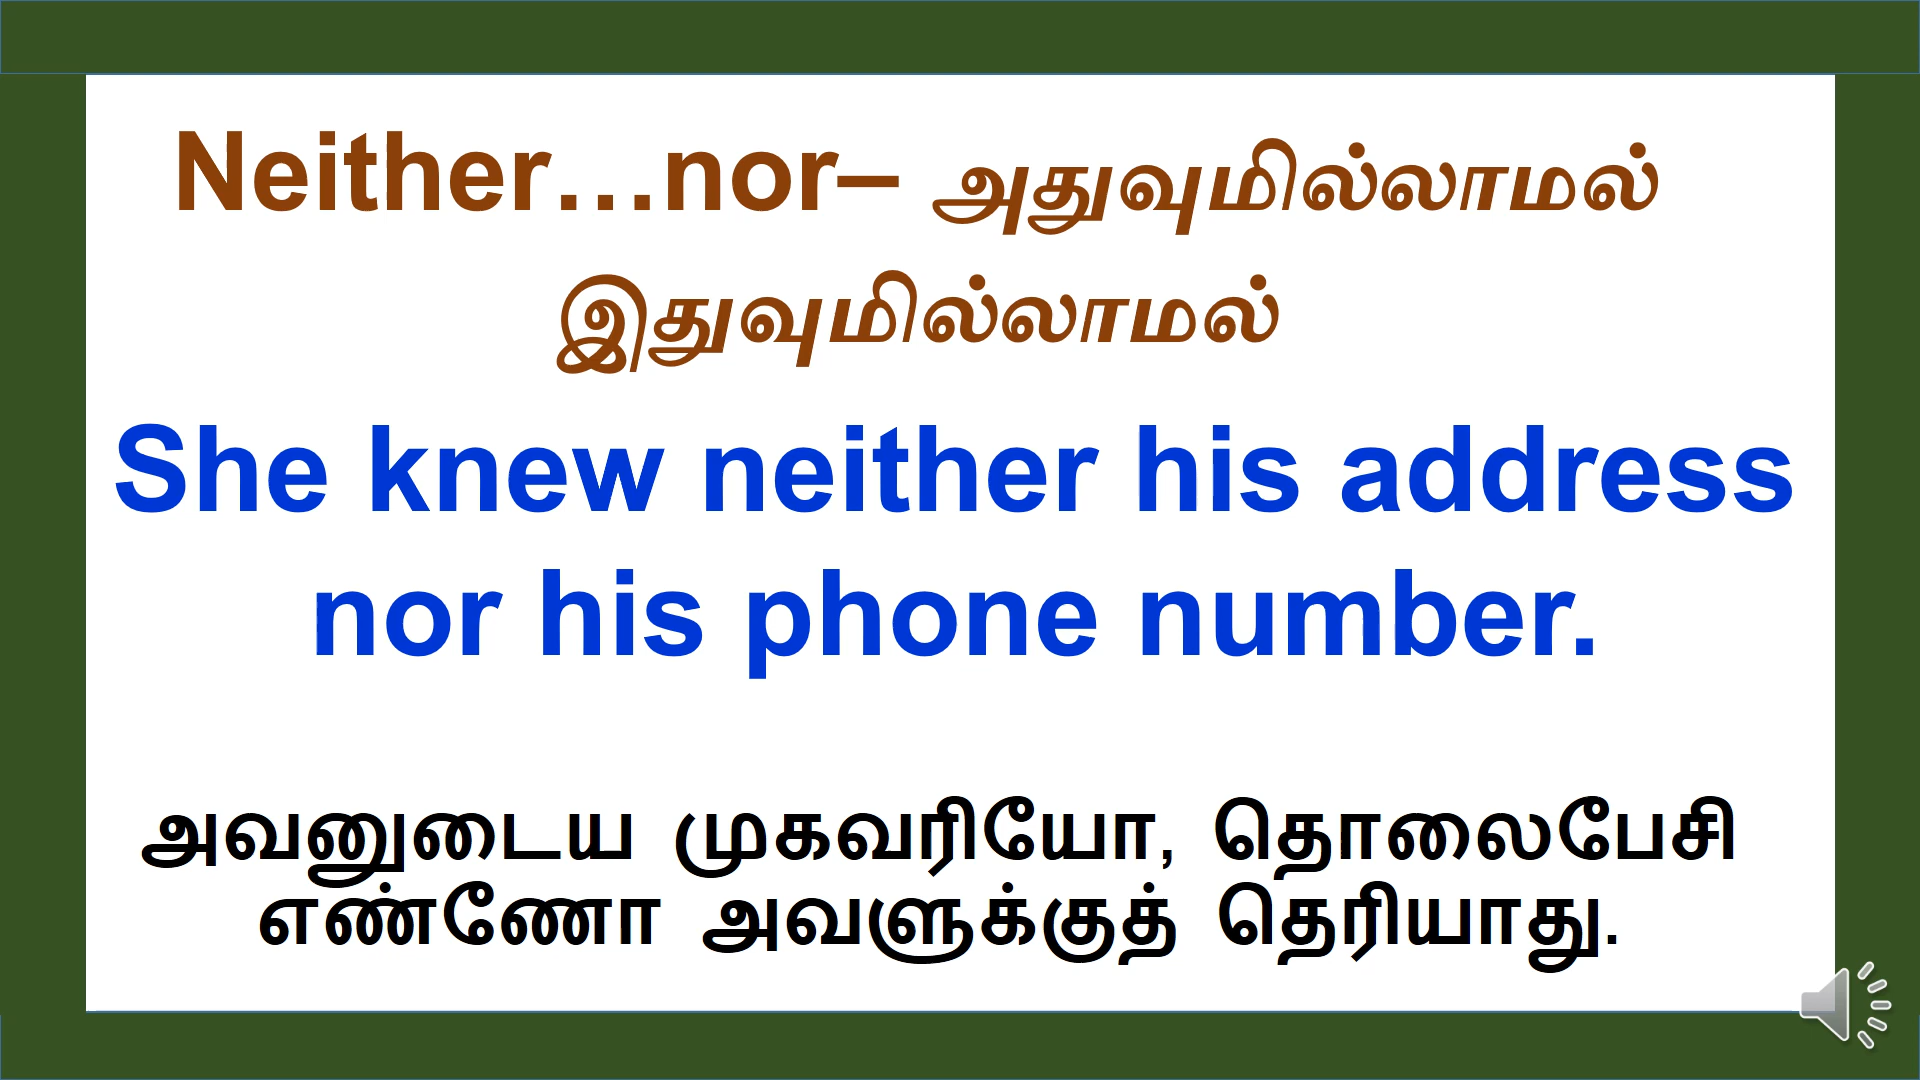 Neither…nor– அதுவுமில்லாமல்
இதுவுமில்லாமல்
She knew neither his address
nor his phone number.
அவனுடைய முகவரியோ, தொலைபேசி
எண்ணோ அவளுக்குத் தெரியாது.